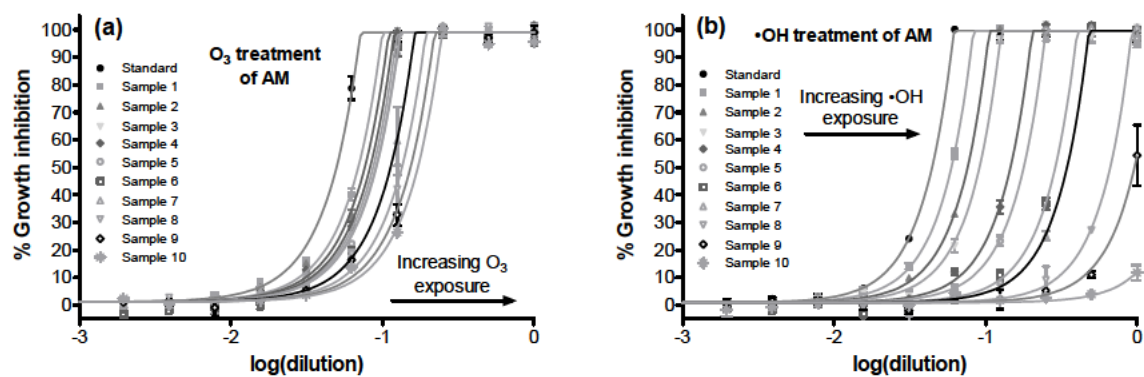 (a)
O3 treatment
of AM
Standard
Sample 1
Sample 2
Sample 3
Sample 4
Sample 5
Sample 6
Sample 7
Sample 8
Sample 9
Sample 10
Increasing O3
exposure
% Growth inhibition
100
90
80
70
60
50
40
30
20
10
0
-3
-2
-1
0
log(dilution)
(b)
•OH treatment of AM
Standard
Sample 1
Sample 2
Sample 3
Sample 4
Sample 5
Sample 6
Sample 7
Sample 8
Sample 9
Sample 10
Increasing •OH
exposure
% Growth inhibition
100
90
80
70
60
50
40
30
20
10
0
-3
-2
-1
0
log(dilution)